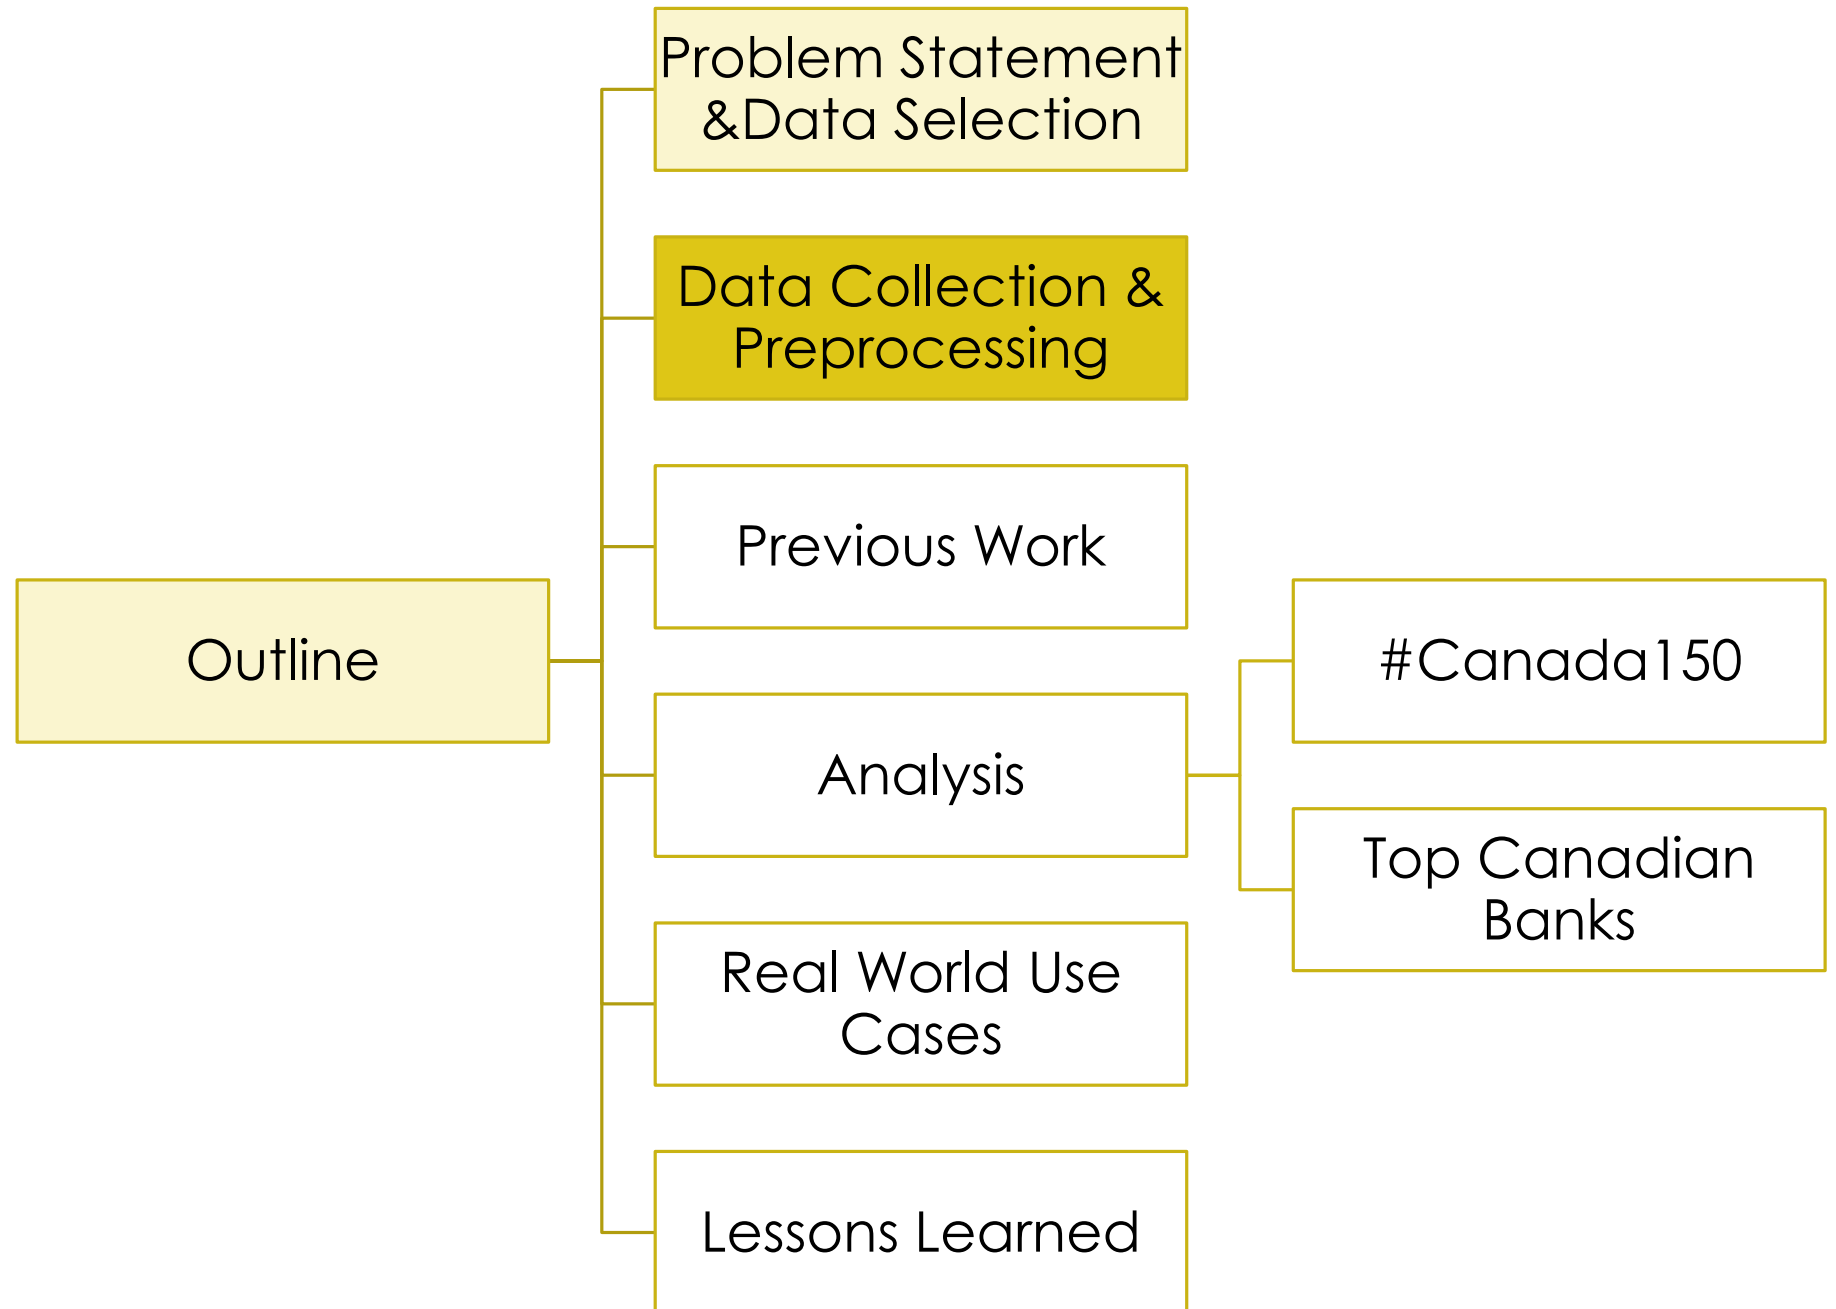 Outline
Problem Statement
&Data Selection
Data Collection &
Preprocessing
Previous Work
Analysis
#Canada150
Top Canadian
Banks
Real World Use
Cases
Lessons Learned